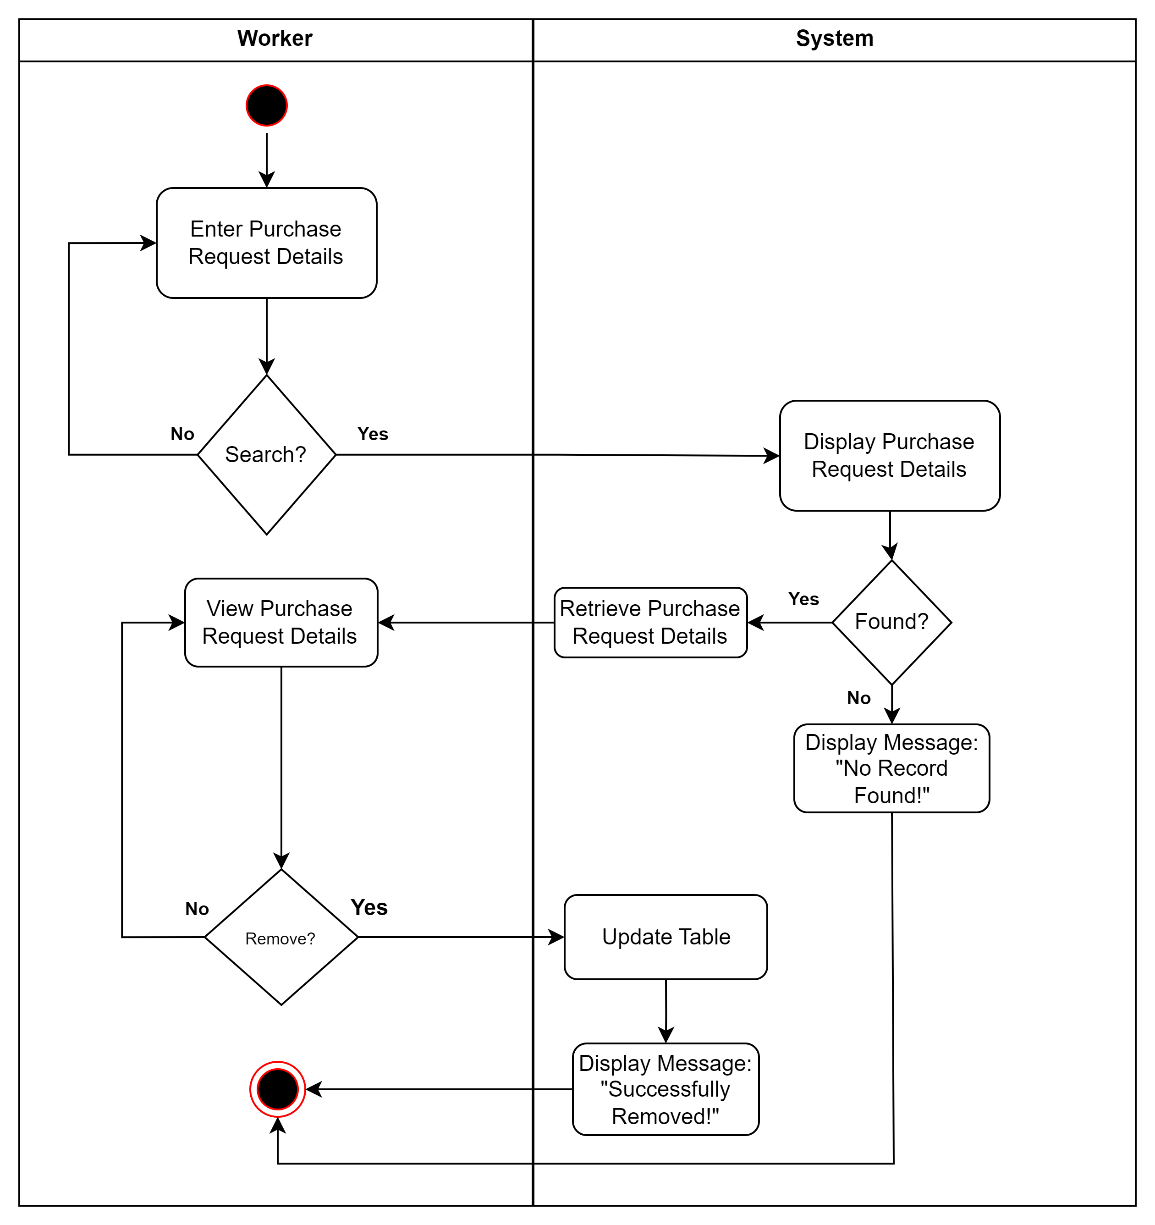 Worker
System
Enter Purchase
Request Details
No
Search?
Yes
Display Purchase
Request Details
View Purchase
Request Details
Retrieve Purchase
Request Details
Yes
Found?
No
Display Message:
"No Record
Found!"
No
Remove?
Yes
Update Table
Display Message:
"Successfully
Removed!"